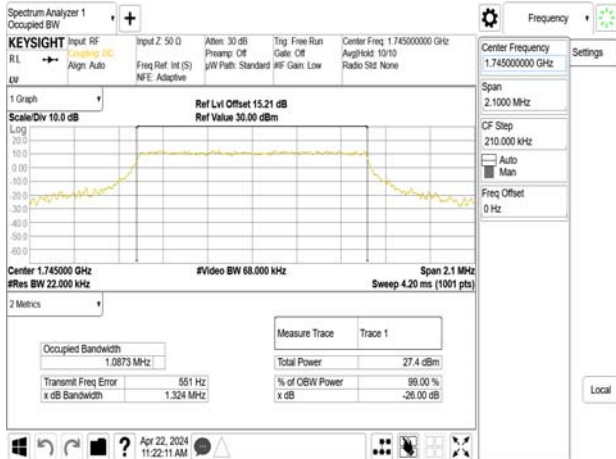 Spectrum Analyzer 1
Occupied BW
Frequency
KEYSIGHT
RL
Input: RF
Coupling: DC
Align: Auto
Input Z: 50 Ω
Freq Ref: Int (S)
NFE: Adaptive
Atten: 30 dB
Preamp: Off
µW Path: Standard
Trig: Free Run
Gate: Off
#IF Gain: Low
Center Freq: 1.745000000 GHz
Avg|Hold: 10/10
Radio Std: None
Center Frequency
1.745000000 GHz
Settings
Span
2.1000 MHz
CF Step
210.000 kHz
Auto
Man
Freq Offset
0 Hz
Local
1 Graph
Scale/Div 10.0 dB
Ref Lvl Offset 15.21 dB
Ref Value 30.00 dBm
Log
20.0
10.0
0.00
-10.0
-20.0
-30.0
-40.0
-50.0
-60.0
Center 1.745000 GHz
#Video BW 68.000 kHz
Span 2.1 MHz
#Res BW 22.000 kHz
Sweep 4.20 ms (1001 pts)
2 Metrics
Measure Trace Trace 1
Occupied Bandwidth
1.0873 MHz
Total Power 27.4 dBm
Transmit Freq Error 551 Hz
% of OBW Power 99.00 %
x dB Bandwidth 1.324 MHz
x dB -26.00 dB
Apr 22, 2024
11:22:11 AM